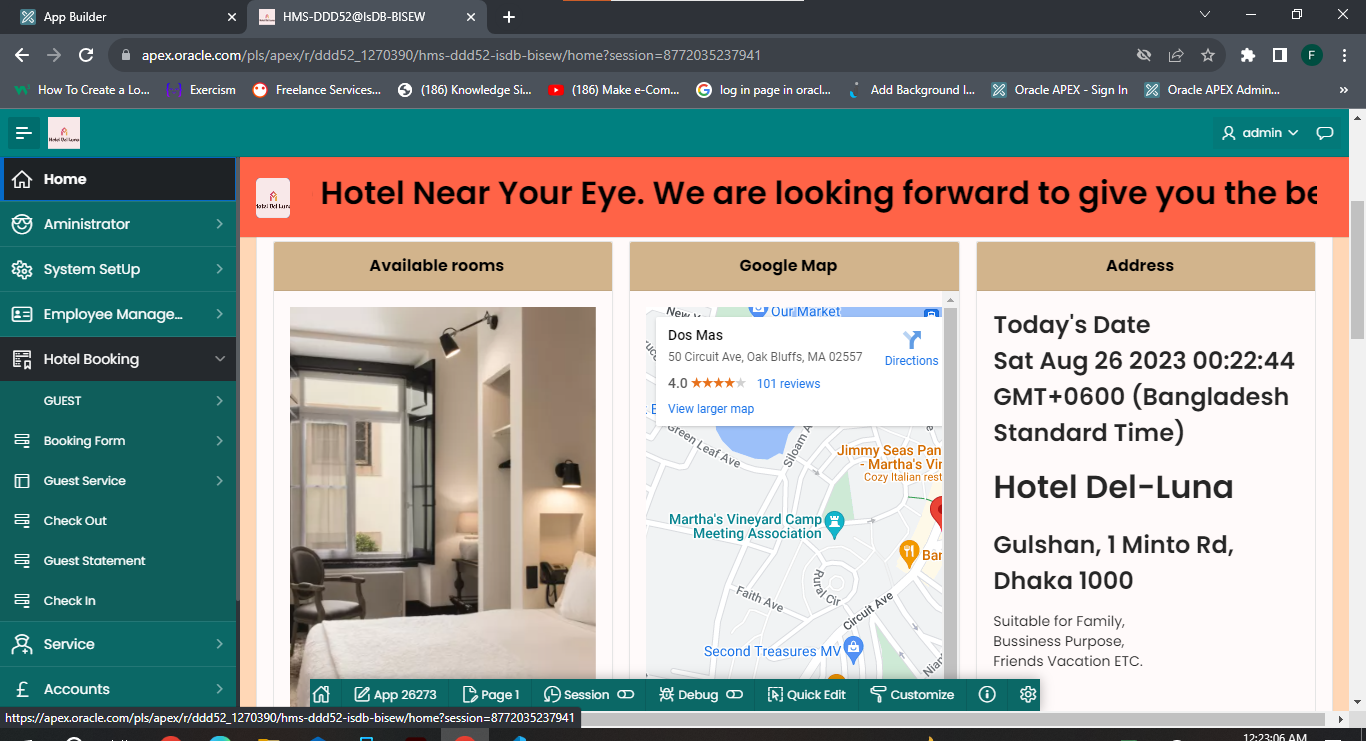 App Builder
HMS-DDD52@IsDB-BISEW
apex.oracle.com/pls/apex/r/ddd52_1270390/hms-ddd52-isdb-bisew/home?session=8772035237941
F
How To Create a Lo...
Exercism
Freelance Services...
(186) Knowledge Si...
(186) Make e-Com...
log in page in oracl...
Add Background I...
Oracle APEX - Sign In
Oracle APEX Admin...
Hotel Del-Luna
admin
Home
Aministrator
System SetUp
Employee Manage...
Hotel Booking
GUEST
Booking Form
Guest Service
Check Out
Guest Statement
Check In
Service
Accounts
Hotel Near Your Eye. We are looking forward to give you the be
Available rooms
Google Map
Our Market
Dos Mas
50 Circuit Ave, Oak Bluffs, MA 02557
4.0
101 reviews
View larger map
Directions
Green Leaf Ave
Siloam A
Jimmy Seas Pan
- Martha's Vin
Cozy Italian rest
Martha's Vineyard Camp
Meeting Association
Bar
Rural Cir
Faith Ave
Circuit Ave
Second Treasures MV
Address
Today's Date
Sat Aug 26 2023 00:22:44
GMT+0600 (Bangladesh
Standard Time)
Hotel Del-Luna
Gulshan, 1 Minto Rd,
Dhaka 1000
Suitable for Family,
Bussiness Purpose,
Friends Vacation ETC.
App 26273
Page 1
Session
Debug
Quick Edit
Customize
https://apex.oracle.com/pls/apex/r/ddd52_1270390/hms-ddd52-isdb-bisew/home?session=8772035237941
12:23:06 AM